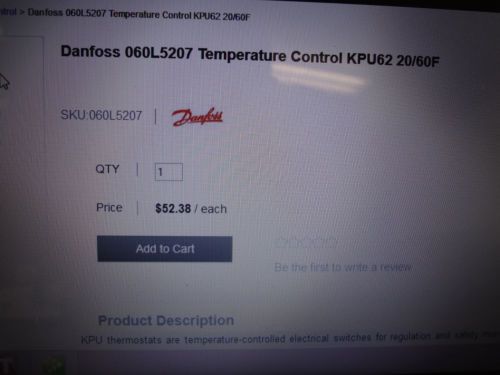 ntrol > Danfoss 060L5207 Temperature Control KPU62 20/60F
Danfoss 060L5207 Temperature Control KPU62 20/60F
SKU:060L5207 | Danfoss
QTY | 1
Price | $52.38 / each
Add to Cart
Be the first to write a review
Product Description
KPU thermostats are temperature-controlled electrical switches for regulation and safety